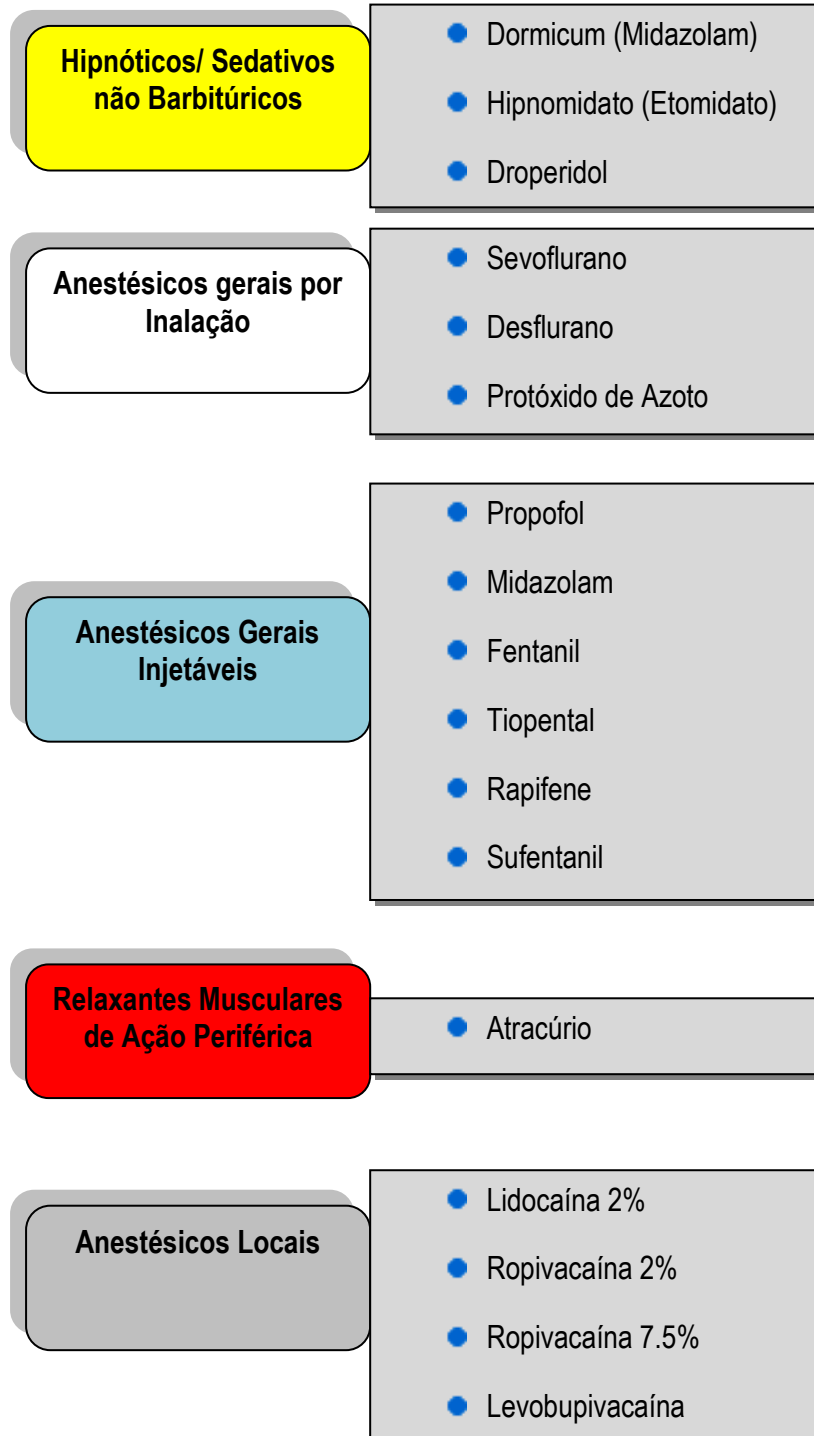 Hipnóticos/ Sedativos
não Barbitúricos
Dormicum (Midazolam)
Hipnomidato (Etomidato)
Droperidol
Anestésicos gerais por
Inalação
Sevoflurano
Desflurano
Protóxido de Azoto
Anestésicos Gerais
Injetáveis
Propofol
Midazolam
Fentanil
Tiopental
Rapifene
Sufentanil
Relaxantes Musculares
de Ação Periférica
Atracúrio
Anestésicos Locais
Lidocaína 2%
Ropivacaína 2%
Ropivacaína 7.5%
Levobupivacaína